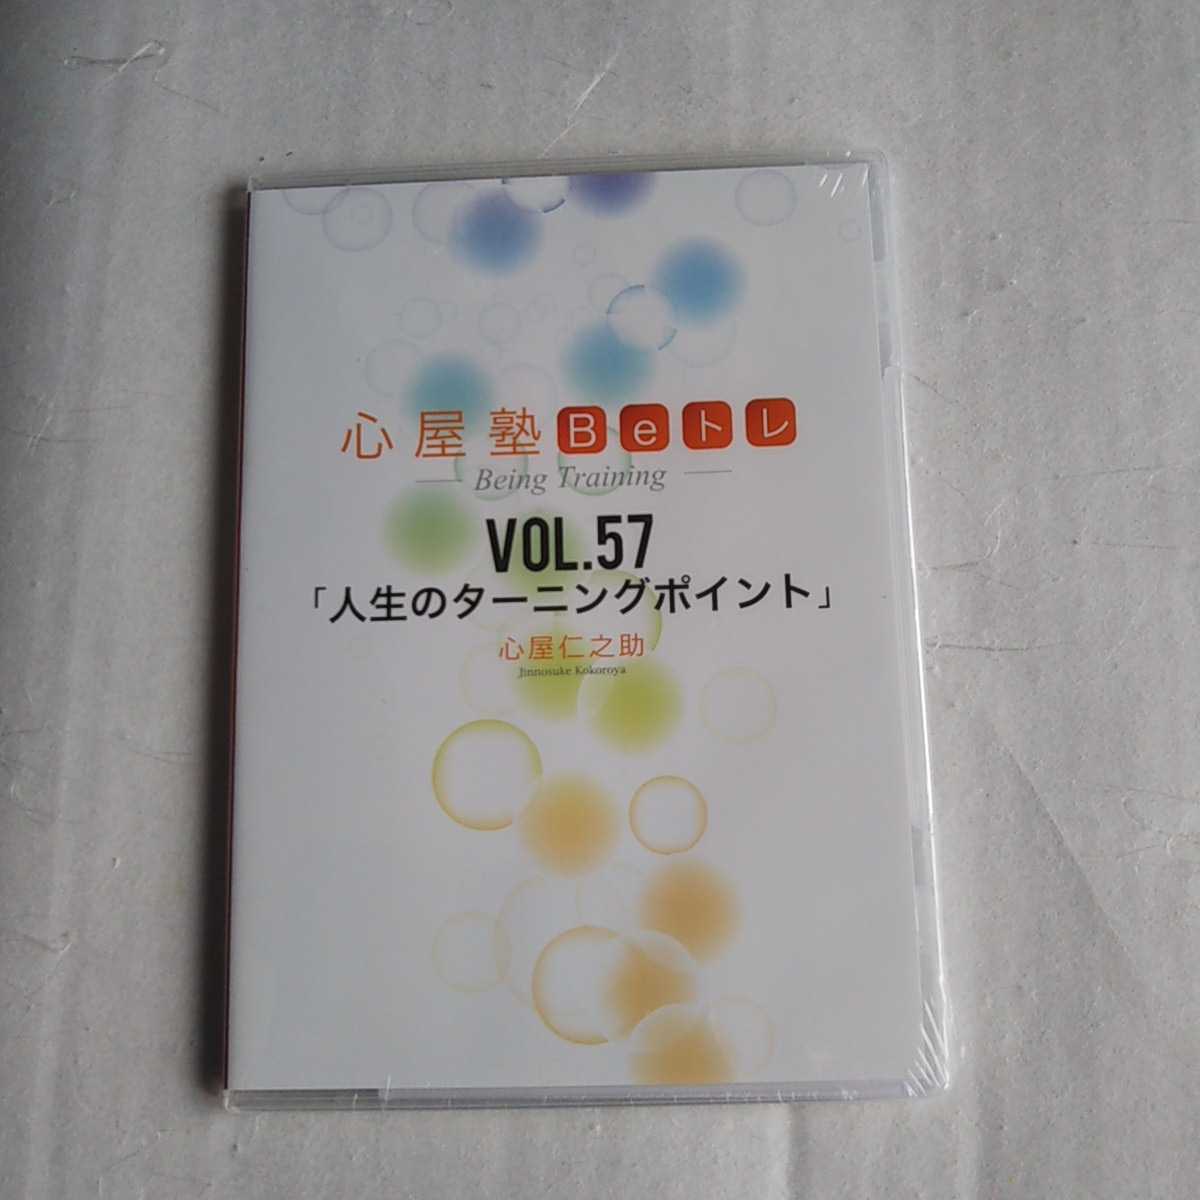 心屋塾Beトレ
Being Training
VOL.57
「人生のターニングポイント」
心屋仁之助
Jinnosuke Kokoroya